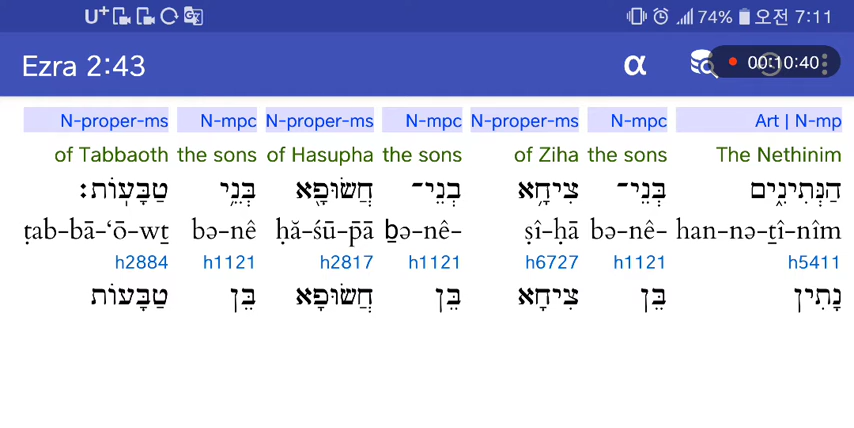 U+ 74% 오전 7:11
Ezra 2:43 α 00:10:40
N-proper-ms N-mpc N-proper-ms N-mpc N-proper-ms N-mpc Art | N-mp
of Tabbaoth the sons of Hasupha the sons of Ziha the sons The Nethinim
הַנְּתִינִ֑ים בְּנֵי־ צִיחָ֥א בְנֵי־ חֲשׂוּפָ֖א בְּנֵ֥י טַבָּעֽוֹת׃
ṭab-bā-‘ō-wṯ bə-nê ḥă-śū-p̄ā ḇə-nê- ṣî-ḥā bə-nê- han-nə-ṯî-nîm
h2884 h1121 h2817 h1121 h6727 h1121 h5411
נָתִין בֵּן צִיחָא בֵּן חֲשׂוּפָא בֵּן טַבָּעוֹת